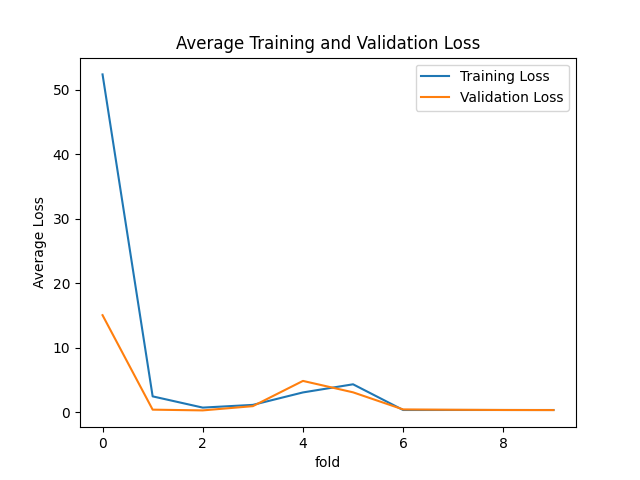 Average Training and Validation Loss
Training Loss
Validation Loss
Average Loss
50
40
30
20
10
0
0 2 4 6 8
fold